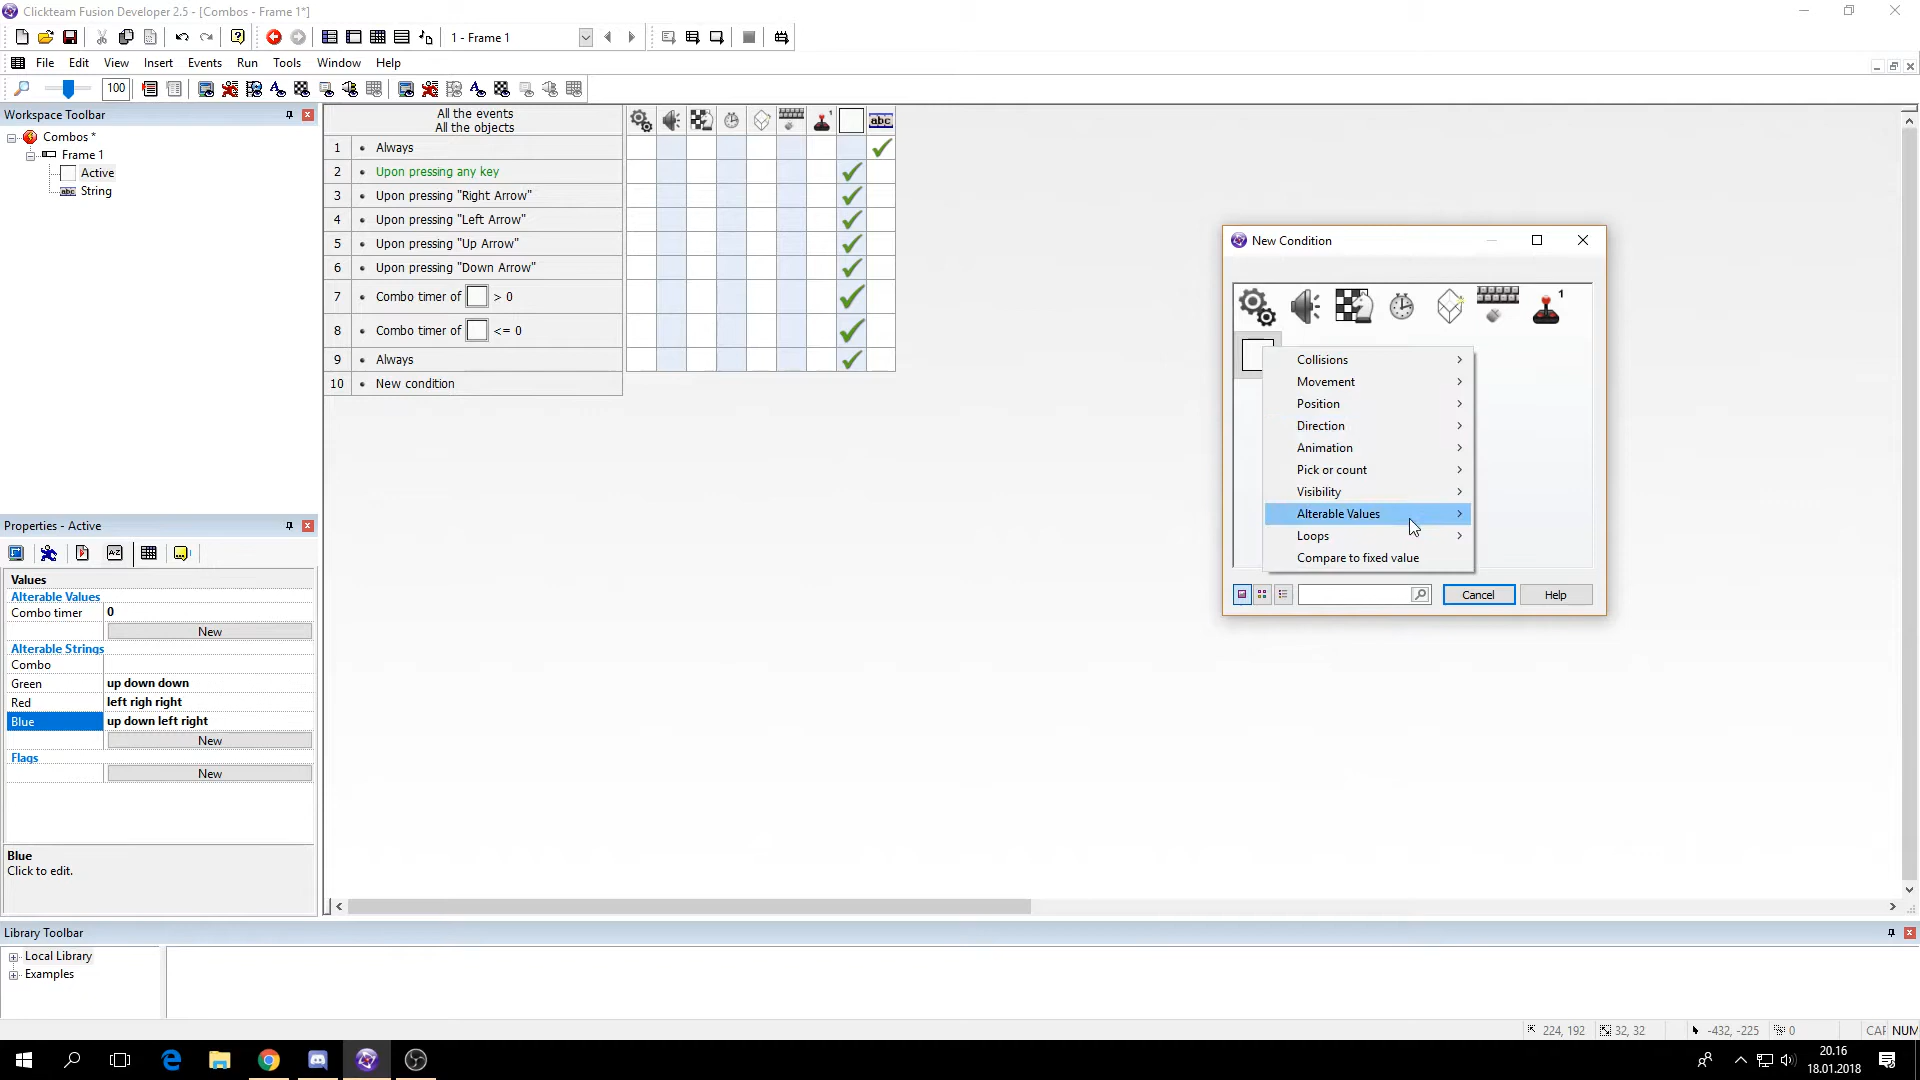 Clickteam Fusion Developer 2.5 - [Combos - Frame 1*]
100
1 - Frame 1
File Edit View Insert Events Run Tools Window Help
Workspace Toolbar
Combos *
Frame 1
Active
abc String
All the events
All the objects
1 • Always
2 • Upon pressing any key
3 • Upon pressing "Right Arrow"
4 • Upon pressing "Left Arrow"
5 • Upon pressing "Up Arrow"
6 • Upon pressing "Down Arrow"
7 • Combo timer of > 0
8 • Combo timer of <= 0
9 • Always
10 • New condition
1
abc
New Condition
1
Collisions
Movement
Position
Direction
Animation
Pick or count
Visibility
Alterable Values
Loops
Compare to fixed value
Cancel Help
Properties - Active
A-Z
Values
Alterable Values
Combo timer 0
New
Alterable Strings
Combo
Green up down down
Red left righ right
Blue up down left right
New
Flags
New
Blue
Click to edit.
Library Toolbar
Local Library
Examples
224, 192 32, 32 -432, -225 0 CAP NUM
20.16
18.01.2018